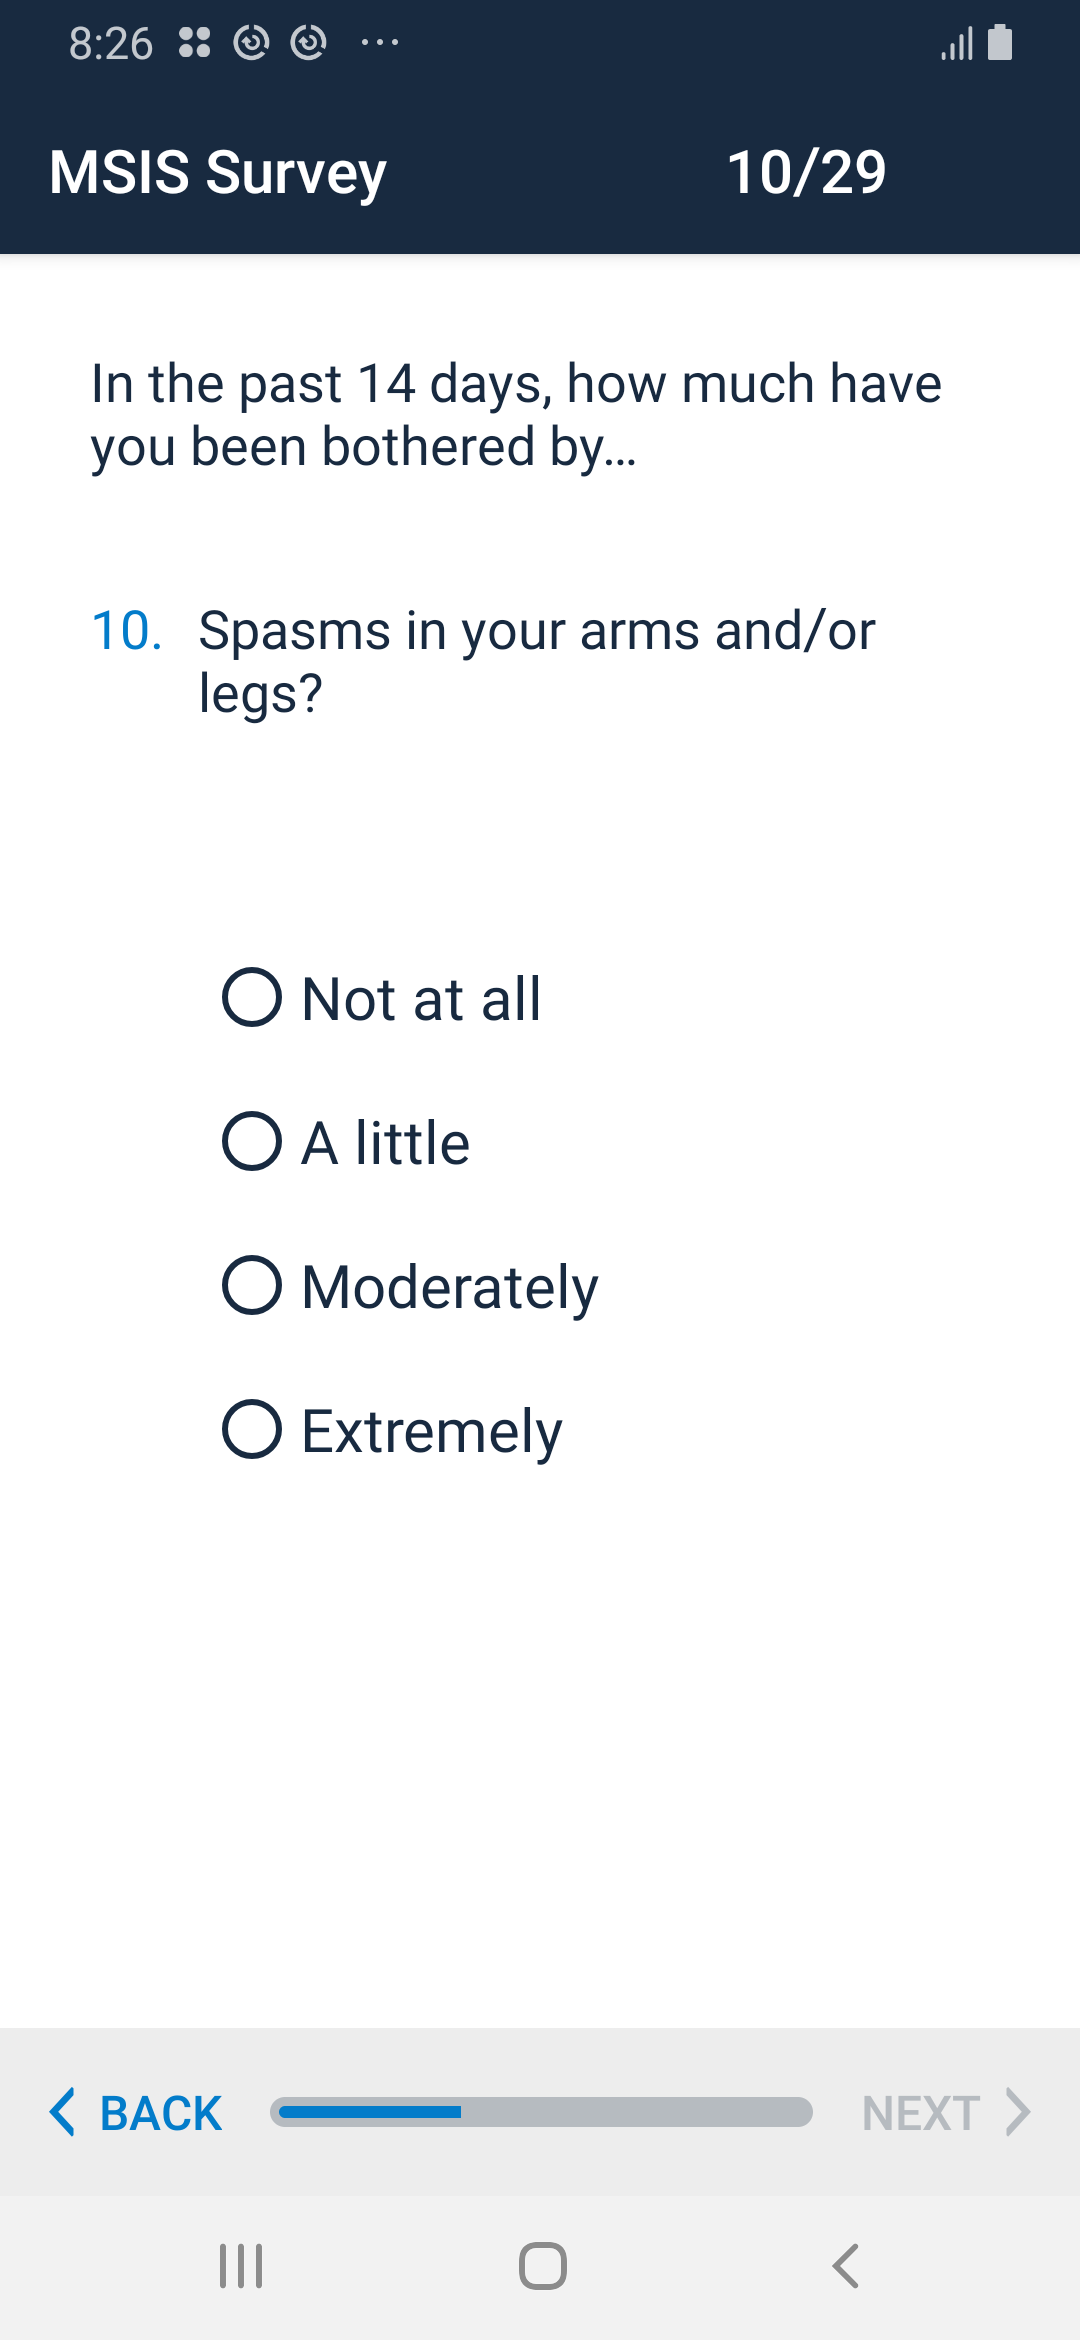 8:26
MSIS Survey 10/29
In the past 14 days, how much have
you been bothered by...
10. Spasms in your arms and/or
legs?
Not at all
A little
Moderately
Extremely
BACK NEXT